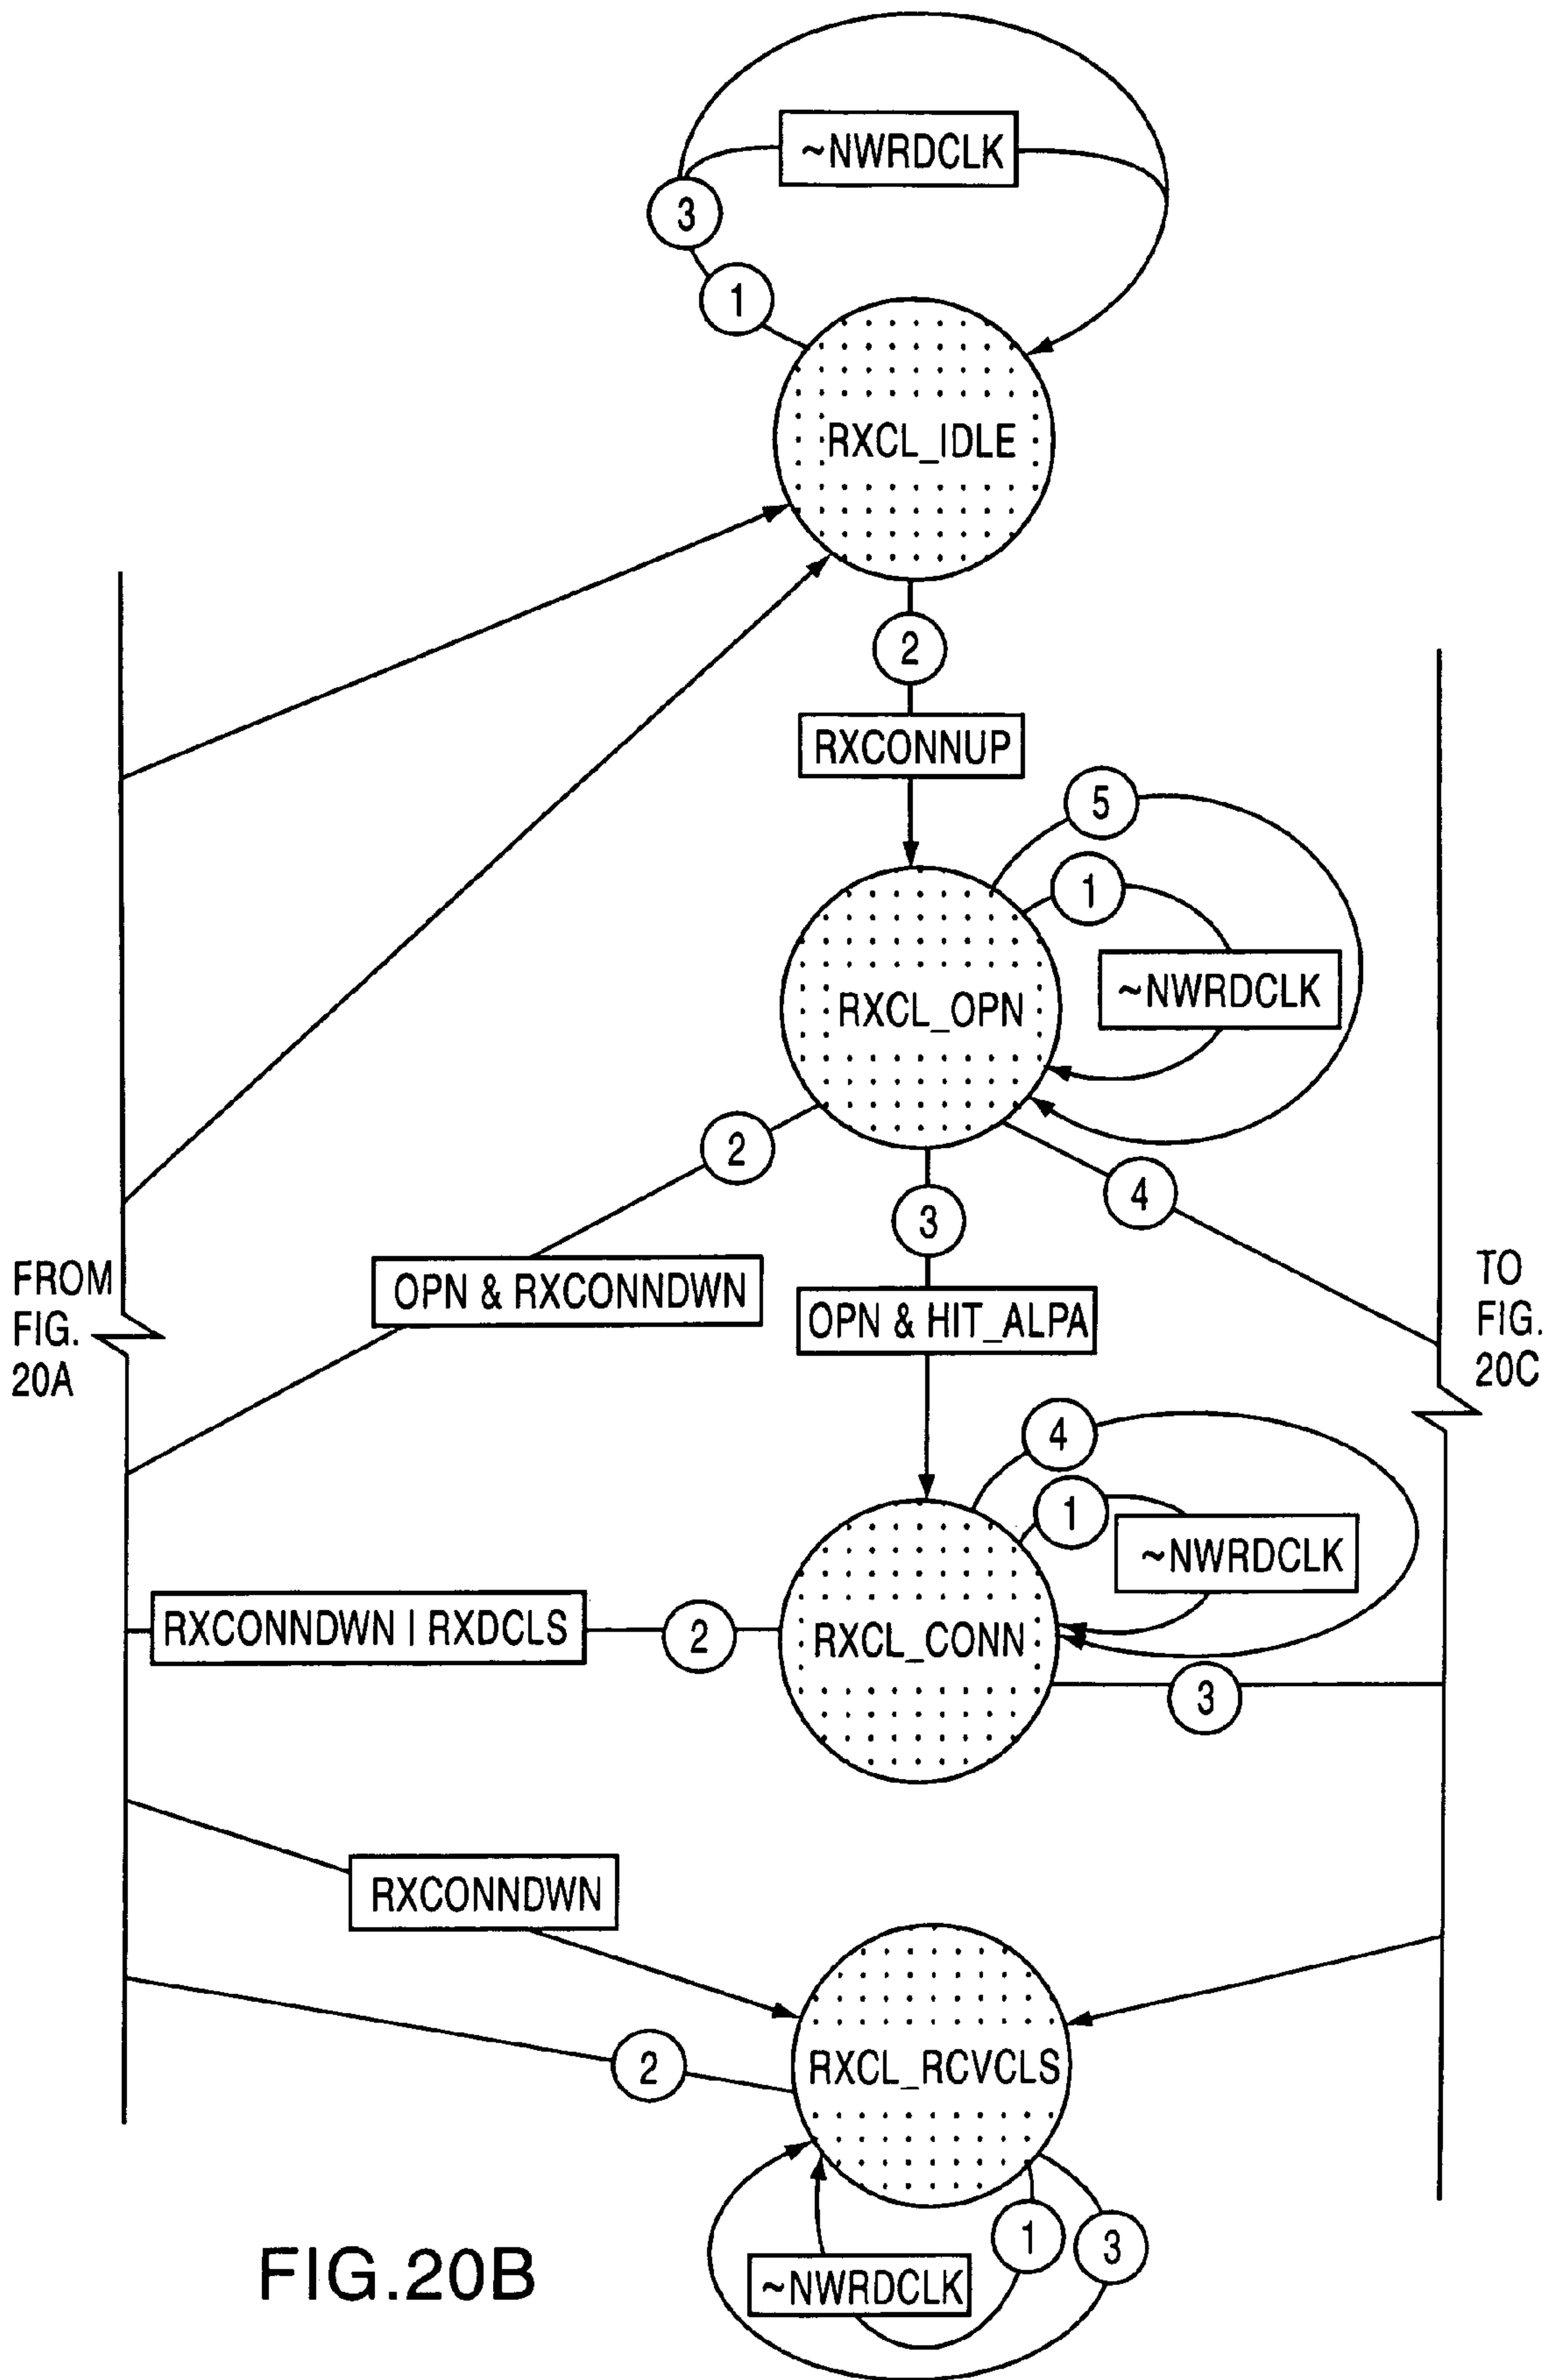 ~NWRDCLK
3
1
RXCL_IDLE
2
RXCONNUP
5
1
~NWRDCLK
RXCL_OPN
2
4
3
FROM
FIG.
20A
OPN & RXCONNDWN
OPN & HIT_ALPA
TO
FIG.
20C
4
1
~NWRDCLK
RXCONNDWN | RXDCLS
2
RXCL_CONN
3
RXCONNDWN
RXCL_RCVCLS
2
1
3
~NWRDCLK
FIG.20B